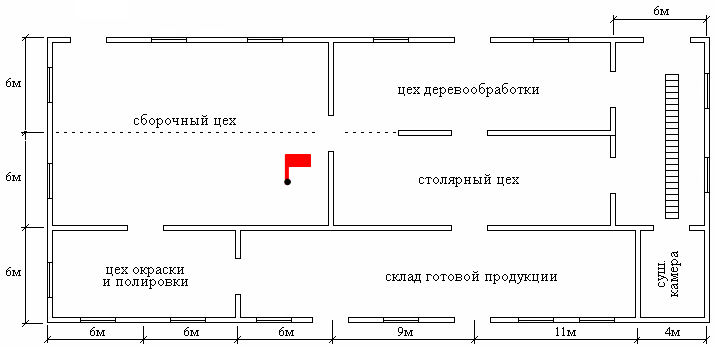 6м
6м
цех деревообработки
сборочный цех
6м
столярный цех
6м
цех окраски
и полировки
склад готовой продукции
суш.
камера
6м
6м
6м
9м
11м
4м